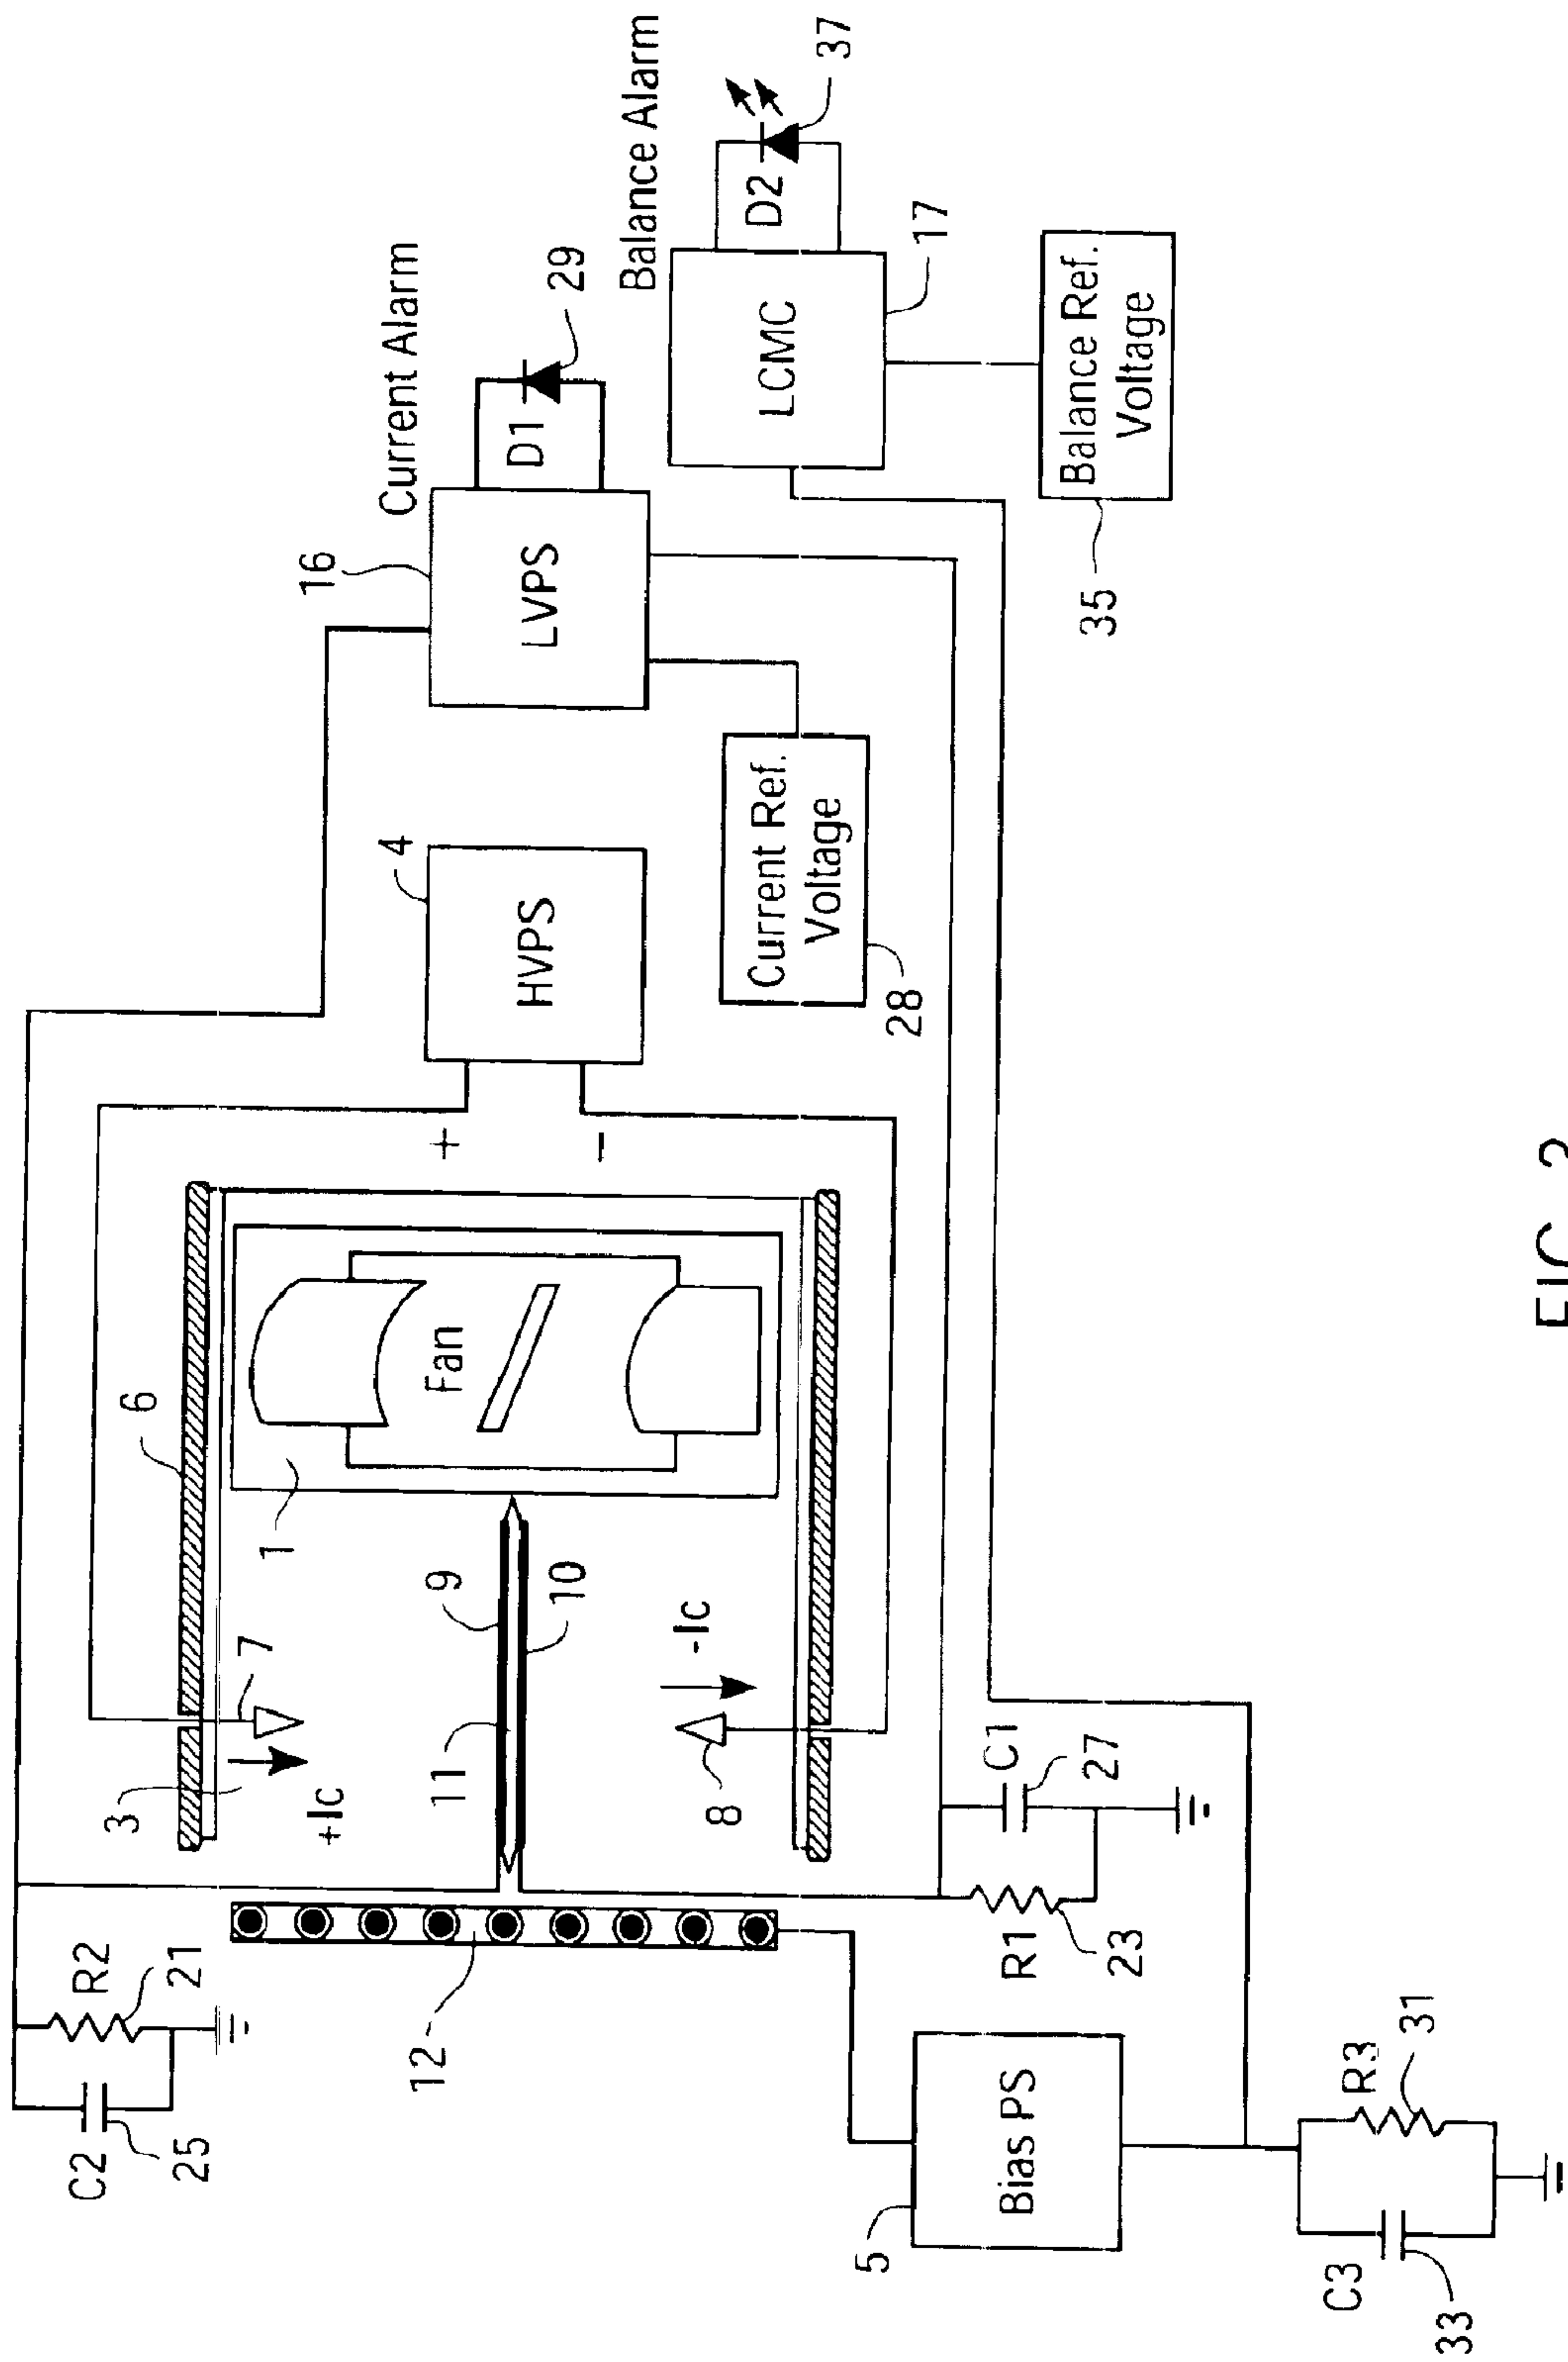 Current Alarm
Balance Alarm
16
29
37
D1
D2
LVPS
LCMC
17
4
HVPS
+
−
Current Ref.
Voltage
28
Balance Ref.
Voltage
35
6
1
Fan
7
3
+Ic
9
10
11
-Ic
8
R2
21
C2
25
12
C1
27
R1
23
5
Bias PS
R3
31
C3
33
FIG. 2